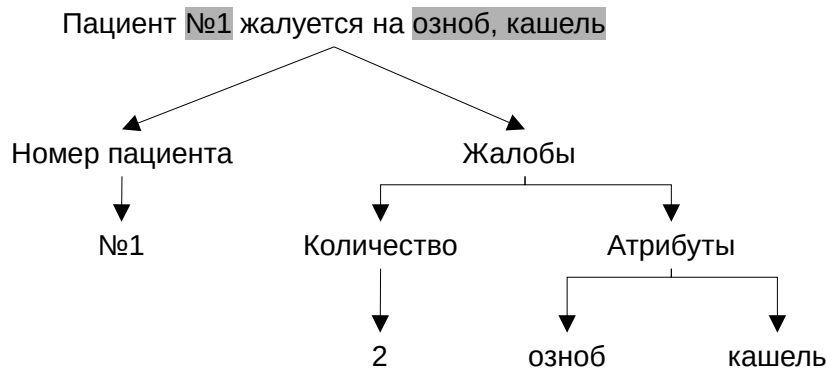 Пациент №1 жалуется на озноб, кашель
Номер пациента
Жалобы
№1
Количество
Атрибуты
2
озноб
кашель